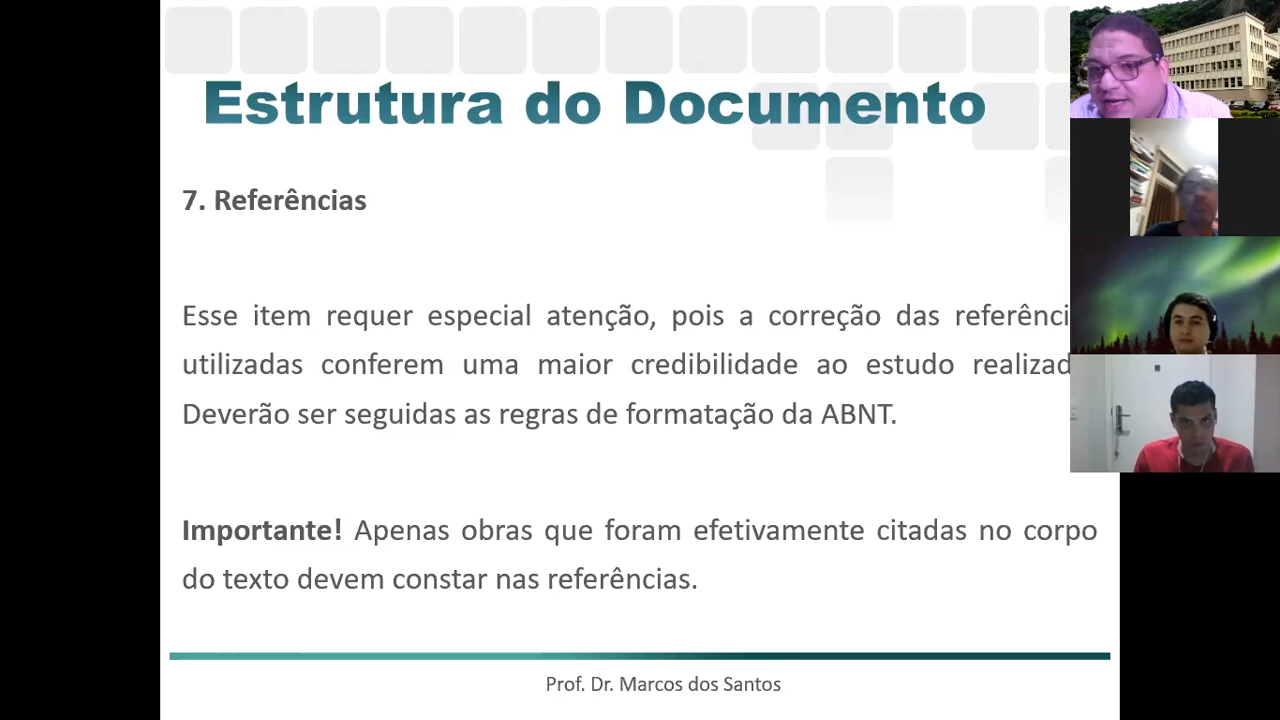 Estrutura do Documento
7. Referências
Esse item requer especial atenção, pois a correção das
utilizadas conferem uma maior credibilidade ao estudo
Deverão ser seguidas as regras de formatação da ABNT.
Importante! Apenas obras que foram efetivamente citadas no corpo
do texto devem constar nas referências.
Prof. Dr. Marcos dos Santos